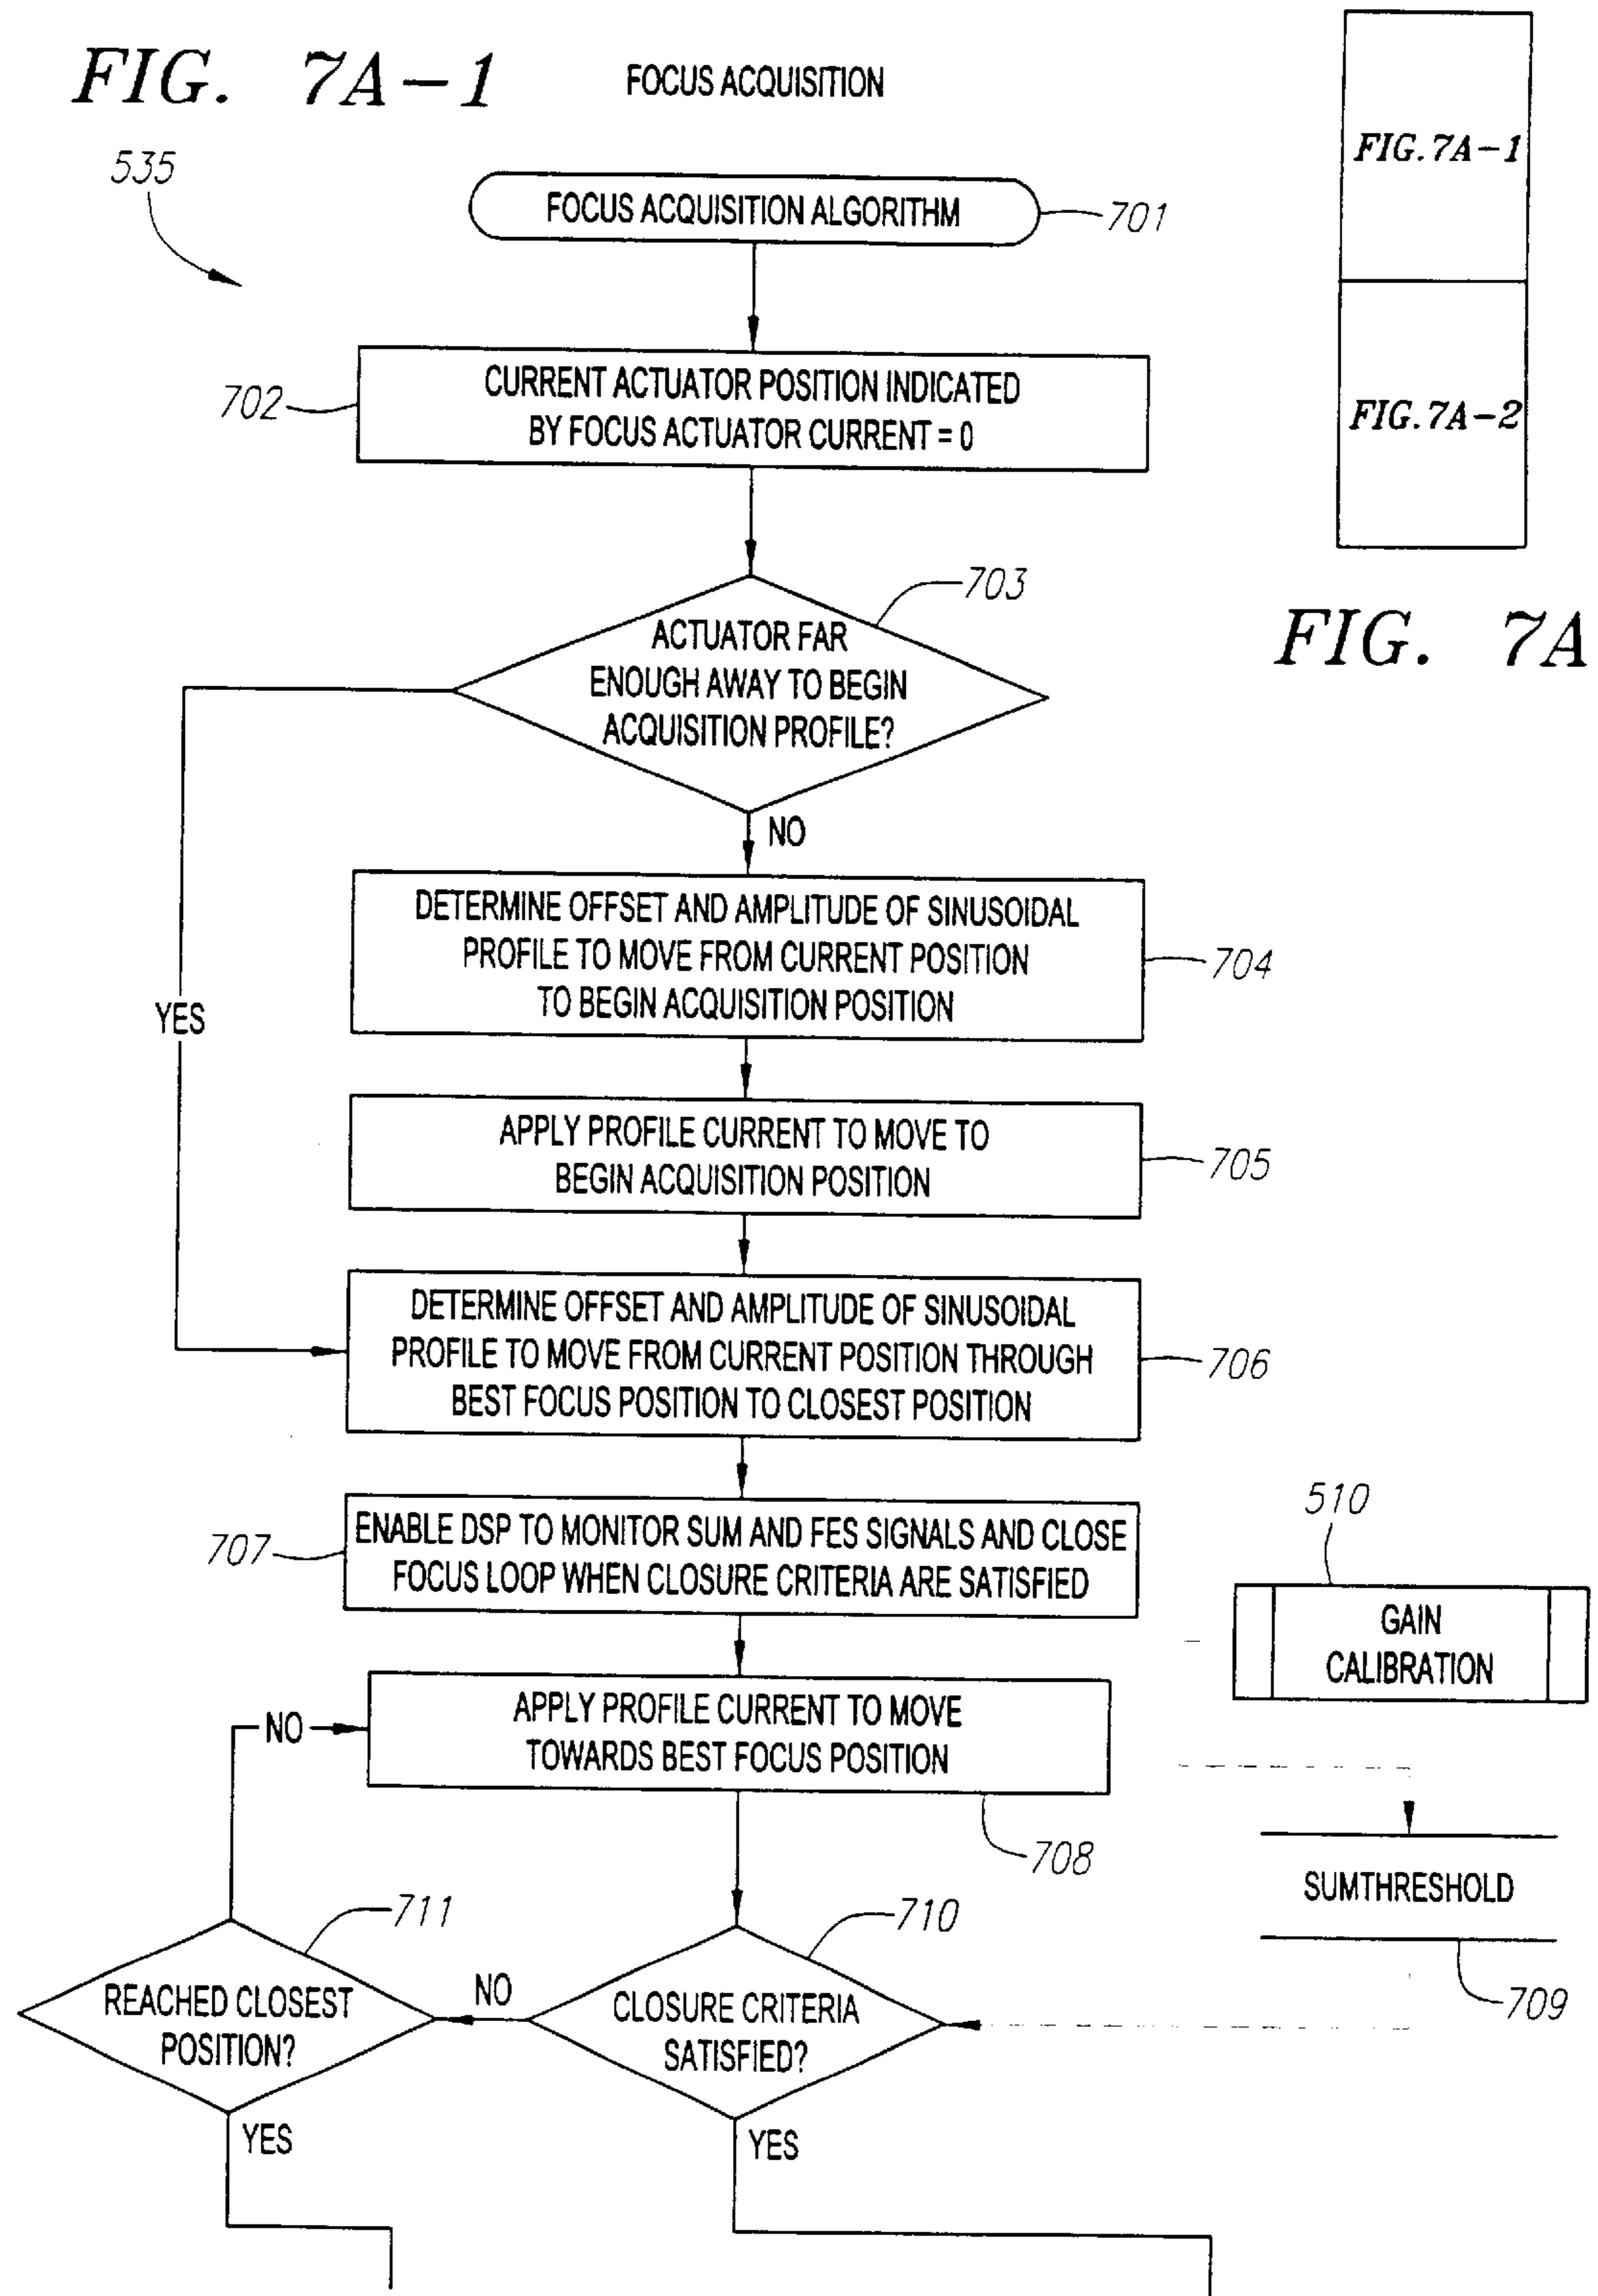 FIG. 7A-1
FOCUS ACQUISITION
FIG. 7A-1
FIG. 7A-2
FIG. 7A
535
FOCUS ACQUISITION ALGORITHM
701
702
CURRENT ACTUATOR POSITION INDICATED
BY FOCUS ACTUATOR CURRENT = 0
703
ACTUATOR FAR
ENOUGH AWAY TO BEGIN
ACQUISITION PROFILE?
NO
YES
DETERMINE OFFSET AND AMPLITUDE OF SINUSOIDAL
PROFILE TO MOVE FROM CURRENT POSITION
TO BEGIN ACQUISITION POSITION
704
APPLY PROFILE CURRENT TO MOVE TO
BEGIN ACQUISITION POSITION
705
DETERMINE OFFSET AND AMPLITUDE OF SINUSOIDAL
PROFILE TO MOVE FROM CURRENT POSITION THROUGH
BEST FOCUS POSITION TO CLOSEST POSITION
706
707
ENABLE DSP TO MONITOR SUM AND FES SIGNALS AND CLOSE
FOCUS LOOP WHEN CLOSURE CRITERIA ARE SATISFIED
510
GAIN
CALIBRATION
NO
APPLY PROFILE CURRENT TO MOVE
TOWARDS BEST FOCUS POSITION
708
SUMTHRESHOLD
709
711
REACHED CLOSEST
POSITION?
NO
710
CLOSURE CRITERIA
SATISFIED?
YES
YES